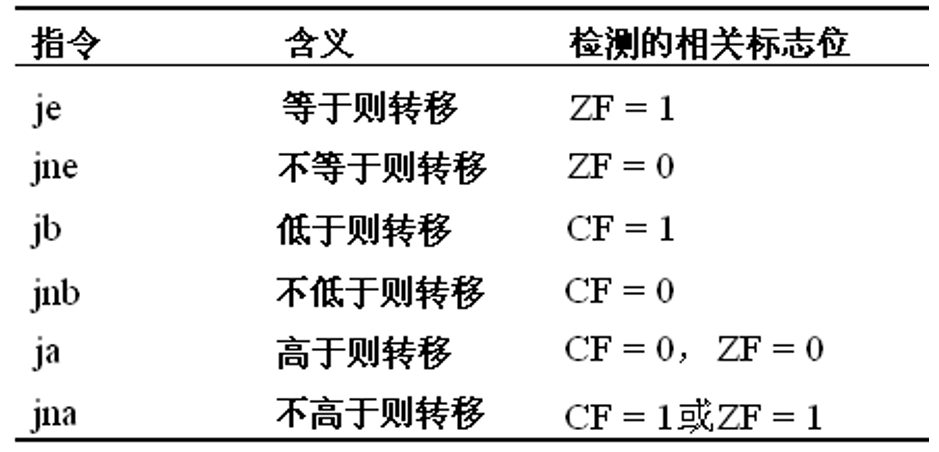 指令 含义 检测的相关标志位
je 等于则转移 ZF = 1
jne 不等于则转移 ZF = 0
jb 低于则转移 CF = 1
jnb 不低于则转移 CF = 0
ja 高于则转移 CF = 0， ZF = 0
jna 不高于则转移 CF = 1或ZF = 1